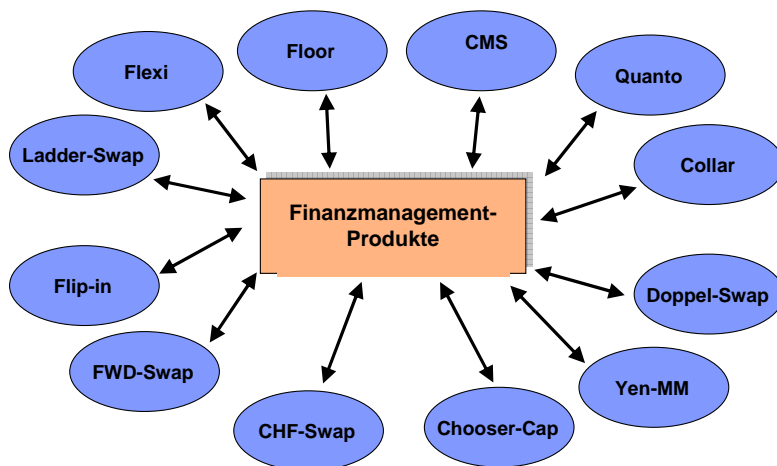 Floor
CMS
Flexi
Quanto
Ladder-Swap
Collar
Finanzmanagement-
Produkte
Flip-in
Doppel-Swap
FWD-Swap
Yen-MM
CHF-Swap
Chooser-Cap